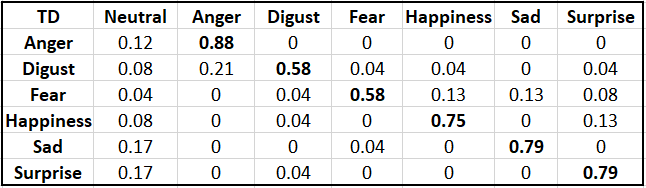 TD Neutral Anger Digust Fear Happiness Sad Surprise
Anger 0.12 0.88 0 0 0 0 0
Digust 0.08 0.21 0.58 0.04 0.04 0 0.04
Fear 0.04 0 0.04 0.58 0.13 0.13 0.08
Happiness 0.08 0 0.04 0 0.75 0 0.13
Sad 0.17 0 0 0.04 0 0.79 0
Surprise 0.17 0 0.04 0 0 0 0.79